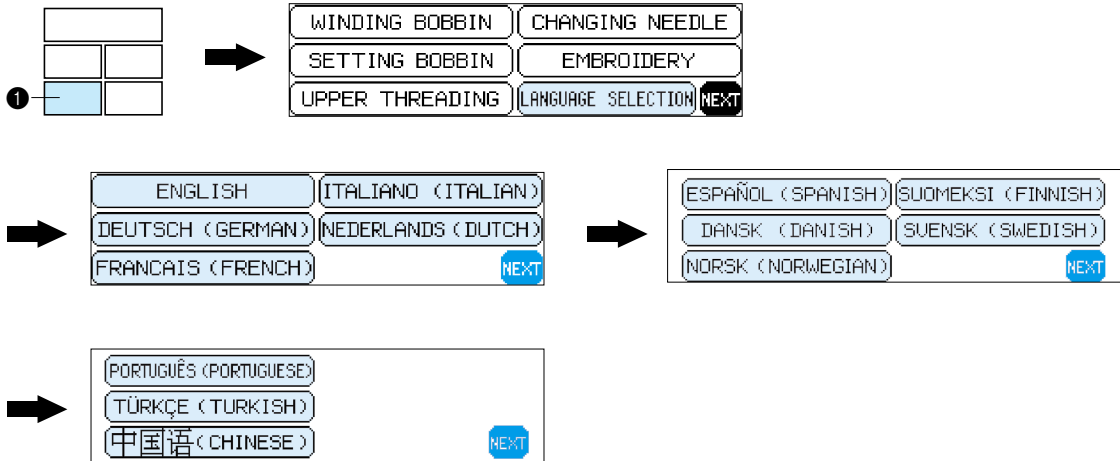 ❶
WINDING BOBBIN CHANGING NEEDLE
SETTING BOBBIN EMBROIDERY
UPPER THREADING LANGUAGE SELECTION NEXT
ENGLISH ITALIANO (ITALIAN)
DEUTSCH (GERMAN) NEDERLANDS (DUTCH)
FRANCAIS (FRENCH) NEXT
ESPAÑOL (SPANISH) SUOMEKSI (FINNISH)
DANSK (DANISH) SVENSK (SWEDISH)
NORSK (NORWEGIAN) NEXT
PORTUGUÊS (PORTUGUESE)
TÜRKÇE (TURKISH)
中国语 (CHINESE) NEXT